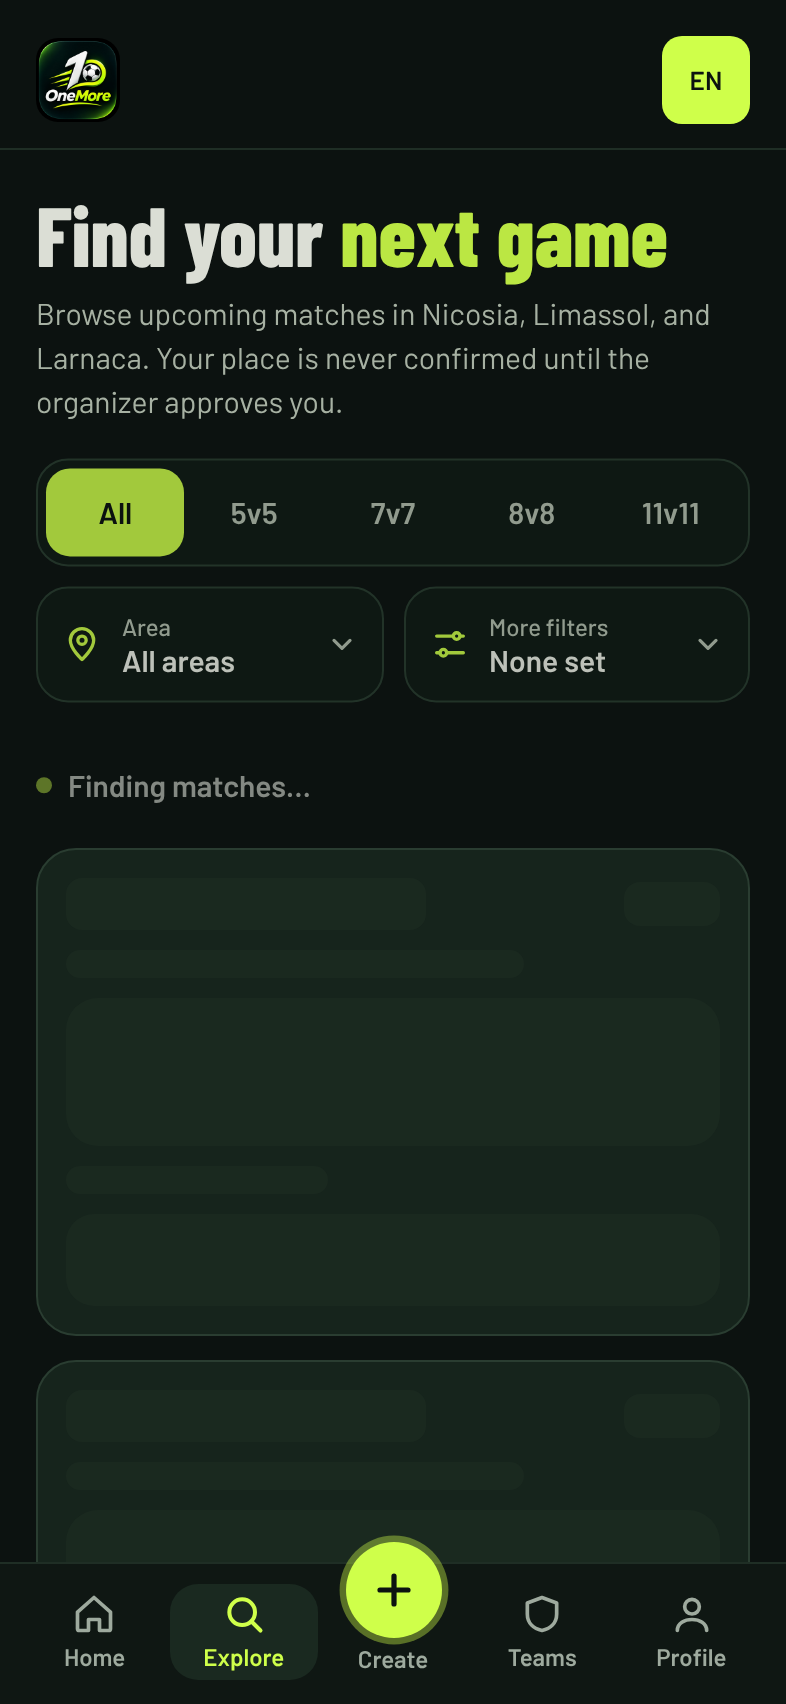 OneMore
EN
Find your next game
Browse upcoming matches in Nicosia, Limassol, and
Larnaca. Your place is never confirmed until the
organizer approves you.
All 5v5 7v7 8v8 11v11
Area
All areas
More filters
None set
Finding matches...
Home Explore Create Teams Profile